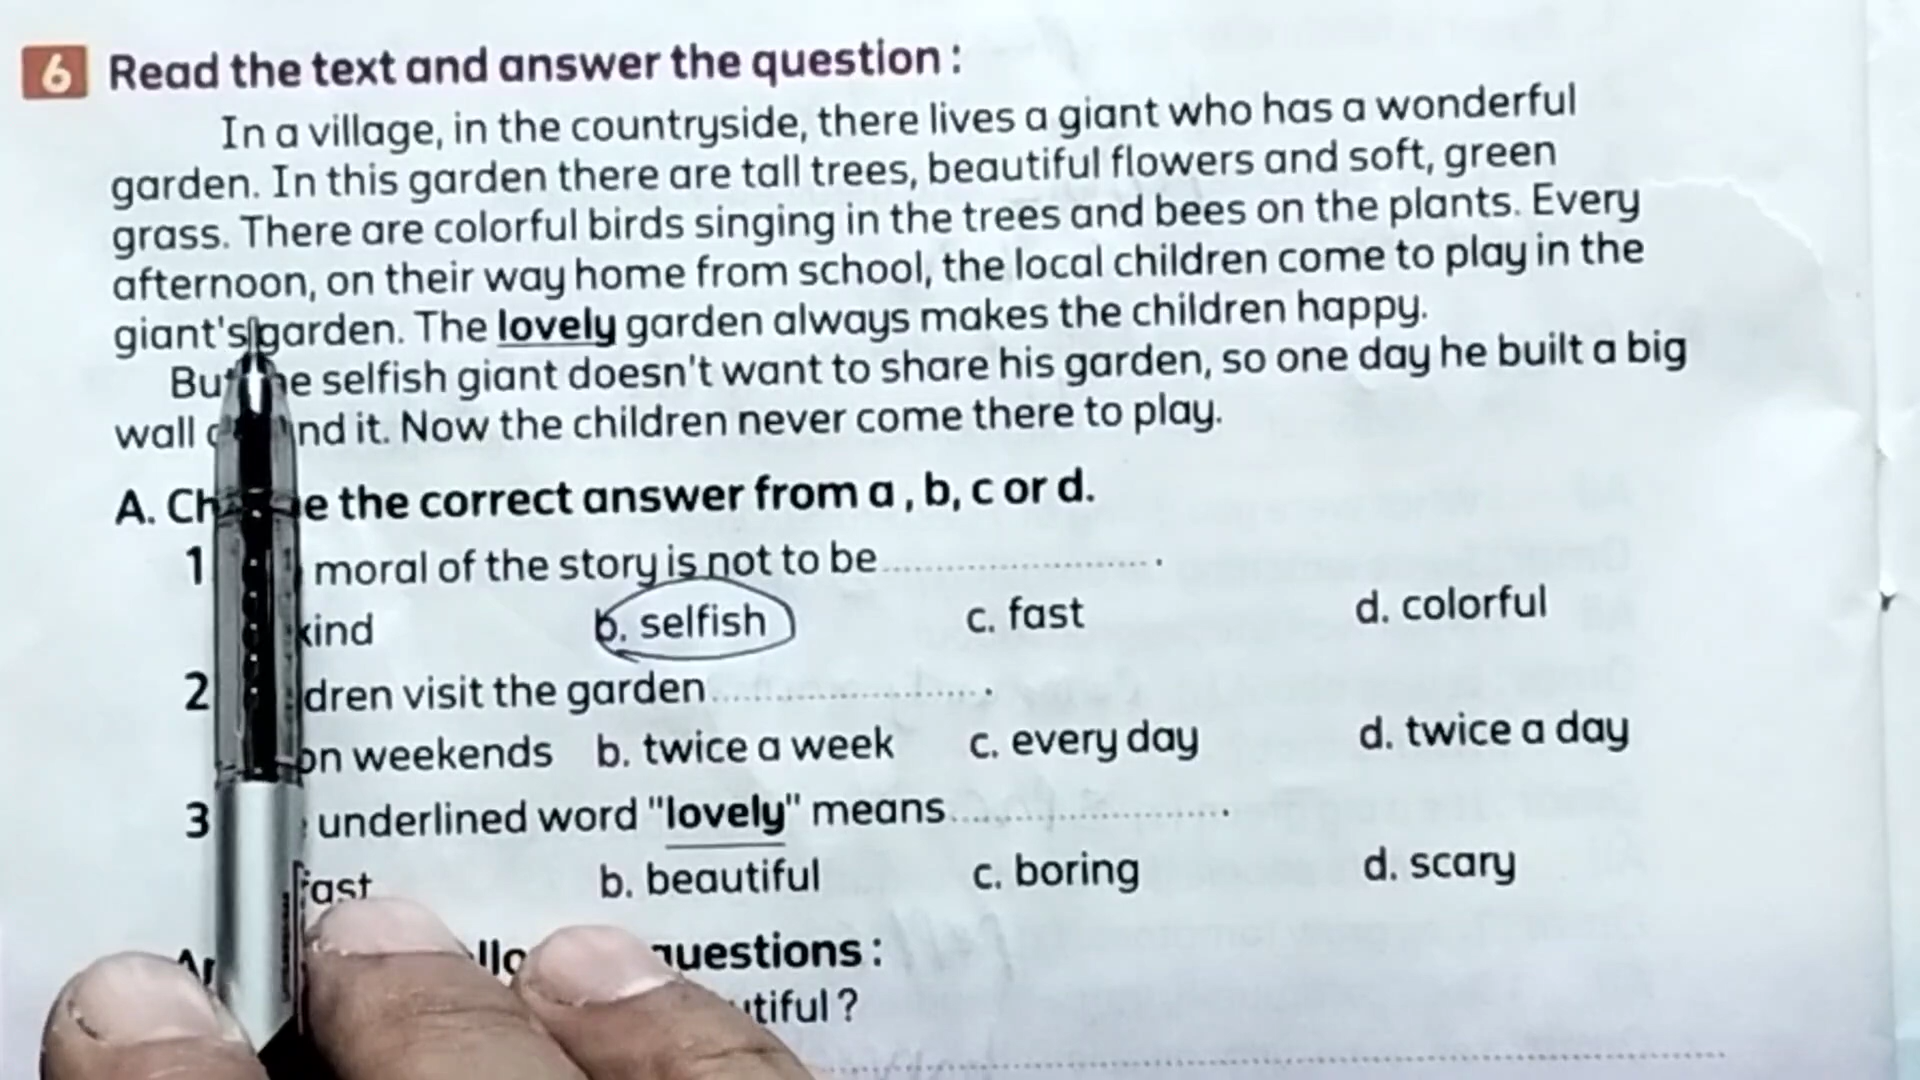 6 Read the text and answer the question :
In a village, in the countryside, there lives a giant who has a wonderful
garden. In this garden there are tall trees, beautiful flowers and soft, green
grass. There are colorful birds singing in the trees and bees on the plants. Every
afternoon, on their way home from school, the local children come to play in the
giant's garden. The lovely garden always makes the children happy.
selfish giant doesn't want to share his garden, so one day he built a big
wall it. Now the children never come there to play.
A. the correct answer from a , b, c or d.
1 moral of the story is not to be .
kind b. selfish c. fast d. colorful
2 visit the garden .
on weekends b. twice a week c. every day d. twice a day
3 underlined word "lovely" means .
fast b. beautiful c. boring d. scary
questions :